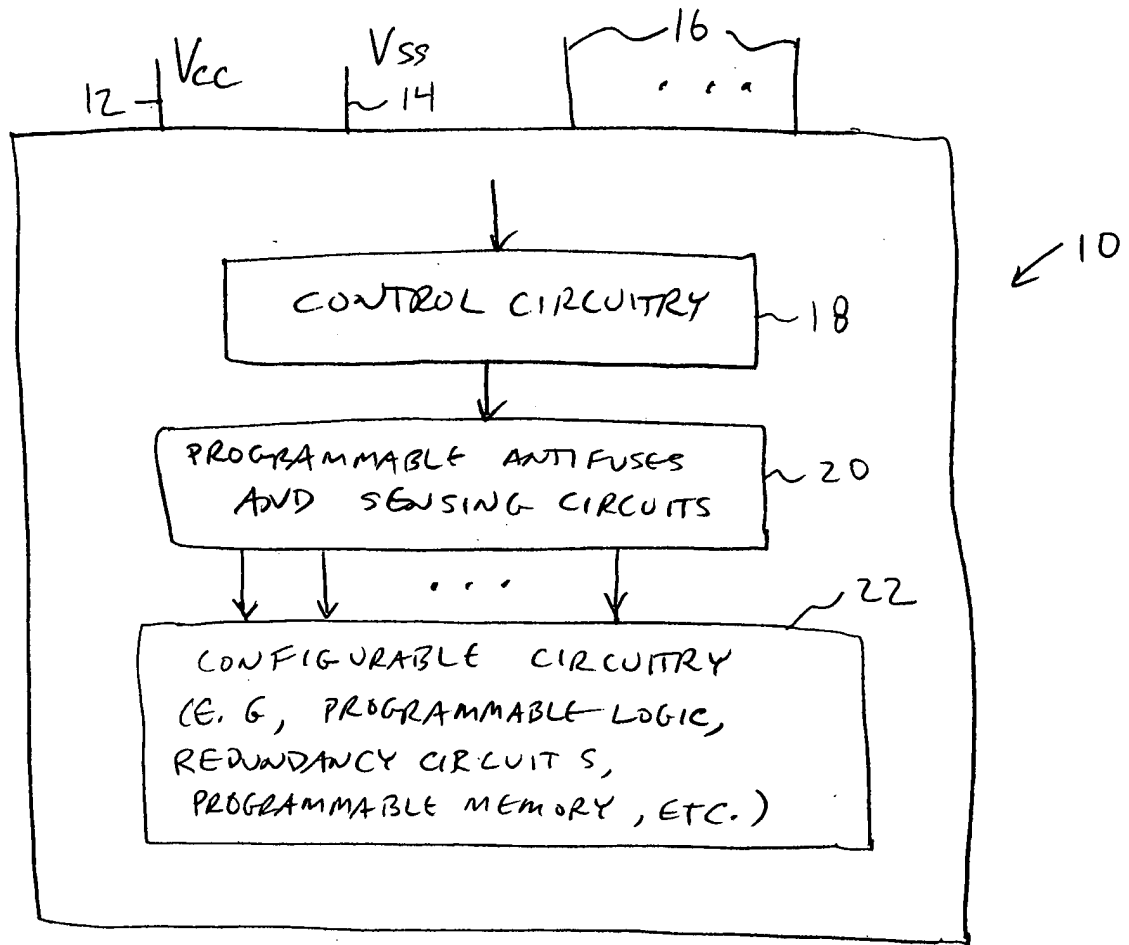 16
Vcc
Vss
12
14
. . .
10
CONTROL CIRCUITRY
18
PROGRAMMABLE ANTIFUSES
AND SENSING CIRCUITS
20
. . .
22
CONFIGURABLE CIRCUITRY
(E.G, PROGRAMMABLE LOGIC,
REDUNDANCY CIRCUITS,
PROGRAMMABLE MEMORY, ETC.)